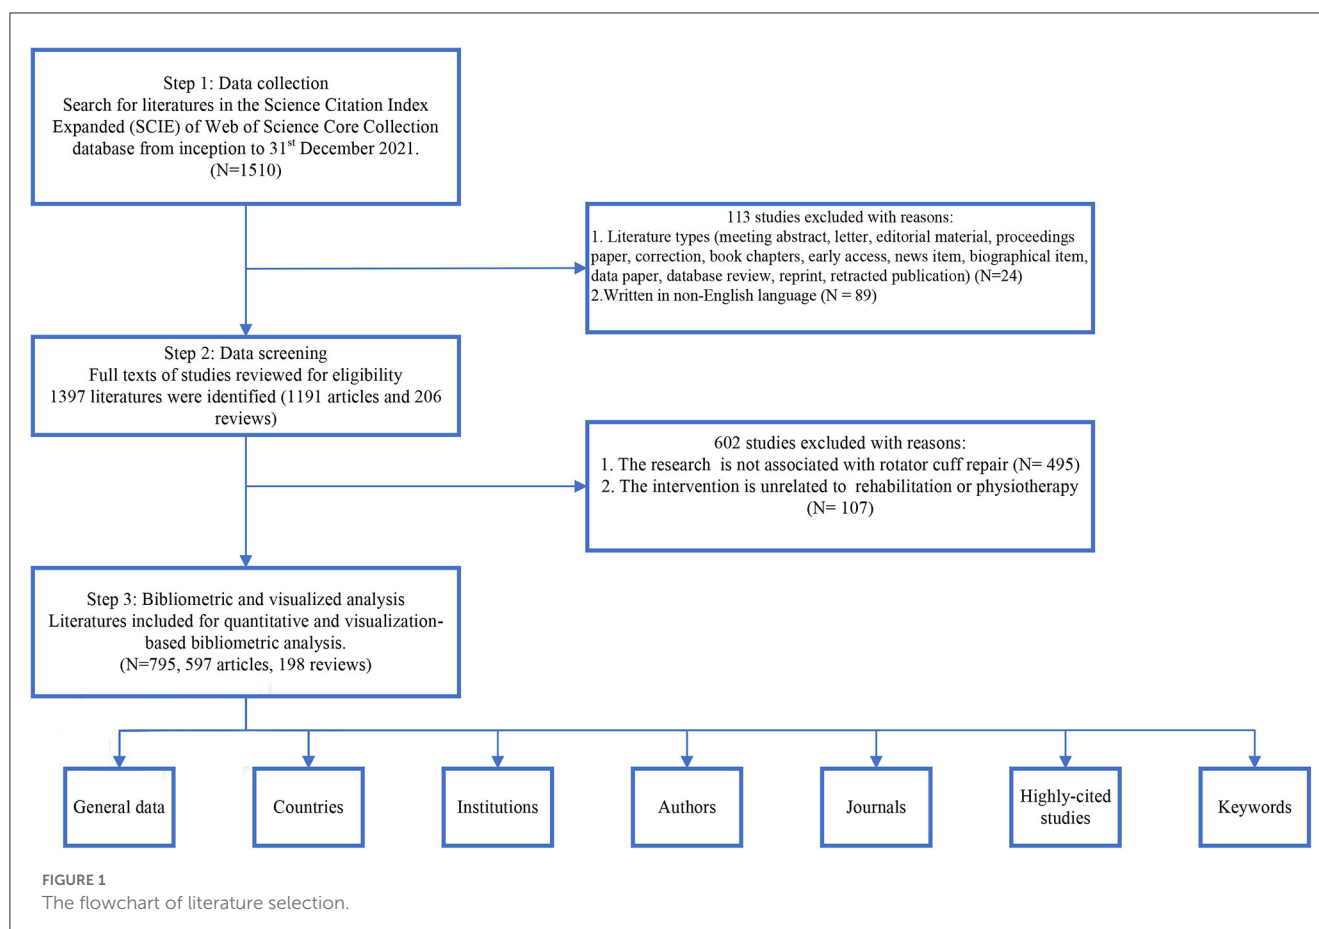 Step 1: Data collection
Search for literatures in the Science Citation Index
Expanded (SCIE) of Web of Science Core Collection
database from inception to 31st December 2021.
(N=1510)
113 studies excluded with reasons:
1. Literature types (meeting abstract, letter, editorial material, proceedings
paper, correction, book chapters, early access, news item, biographical item,
data paper, database review, reprint, retracted publication) (N=24)
2.Written in non-English language (N = 89)
Step 2: Data screening
Full texts of studies reviewed for eligibility
1397 literatures were identified (1191 articles and 206
reviews)
602 studies excluded with reasons:
1. The research is not associated with rotator cuff repair (N= 495)
2. The intervention is unrelated to rehabilitation or physiotherapy
(N= 107)
Step 3: Bibliometric and visualized analysis
Literatures included for quantitative and visualization-
based bibliometric analysis.
(N=795, 597 articles, 198 reviews)
General data
Countries
Institutions
Authors
Journals
Highly-cited
studies
Keywords
FIGURE 1
The flowchart of literature selection.